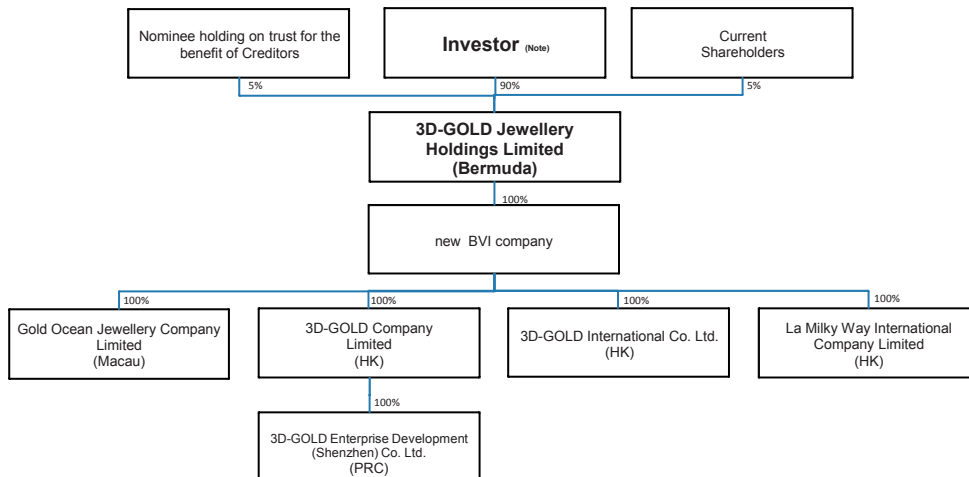 Nominee holding on trust for the
benefit of Creditors
Investor (Note)
Current
Shareholders
5%
90%
5%
3D-GOLD Jewellery
Holdings Limited
(Bermuda)
100%
new BVI company
100%
100%
100%
100%
Gold Ocean Jewellery Company
Limited
(Macau)
3D-GOLD Company
Limited
(HK)
3D-GOLD International Co. Ltd.
(HK)
La Milky Way International
Company Limited
(HK)
100%
3D-GOLD Enterprise Development
(Shenzhen) Co. Ltd.
(PRC)